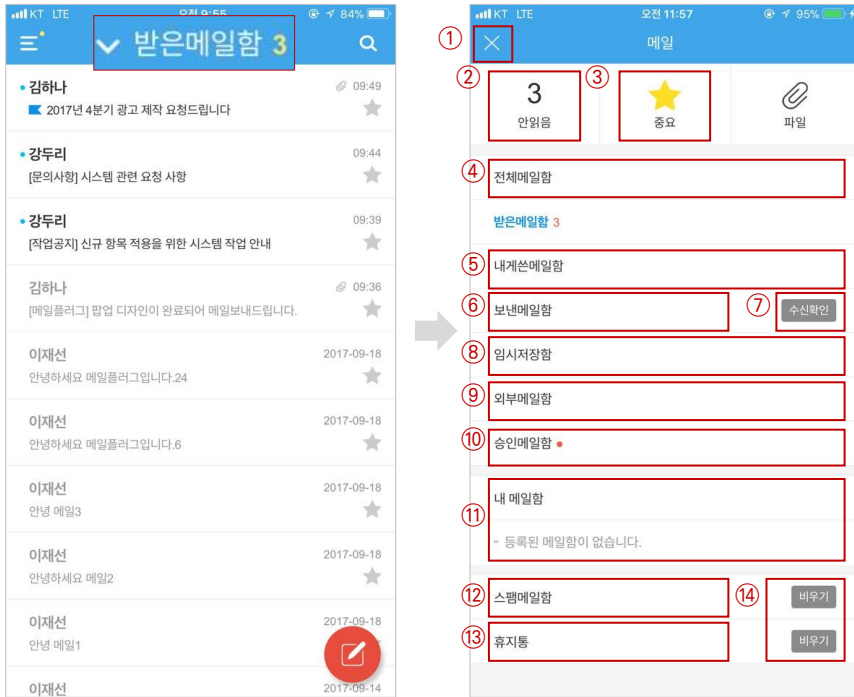 KT LTE 오전 9:55 84%
받은메일함 3
김하나 09:49
2017년 4분기 광고 제작 요청드립니다
강두리 09:44
[문의사항] 시스템 관련 요청 사항
강두리 09:39
[작업공지] 신규 항목 적용을 위한 시스템 작업 안내
김하나 09:36
[메일플러그] 팝업 디자인이 완료되어 메일보내드립니다.
이재선 2017-09-18
안녕하세요 메일플러그입니다.24
이재선 2017-09-18
안녕하세요 메일플러그입니다.6
이재선 2017-09-18
안녕 메일3
이재선 2017-09-18
안녕하세요 메일2
이재선 2017-09-18
안녕 메일1
이재선 2017-09-14
KT LTE 오전 11:57 95%
① 메일
② 3 ③
안읽음 중요 파일
④ 전체메일함
받은메일함 3
⑤ 내게쓴메일함
⑥ 보낸메일함 ⑦ 수신확인
⑧ 임시저장함
⑨ 외부메일함
⑩ 승인메일함
내 메일함
⑪
- 등록된 메일함이 없습니다.
⑫ 스팸메일함 ⑭ 비우기
⑬ 휴지통 비우기